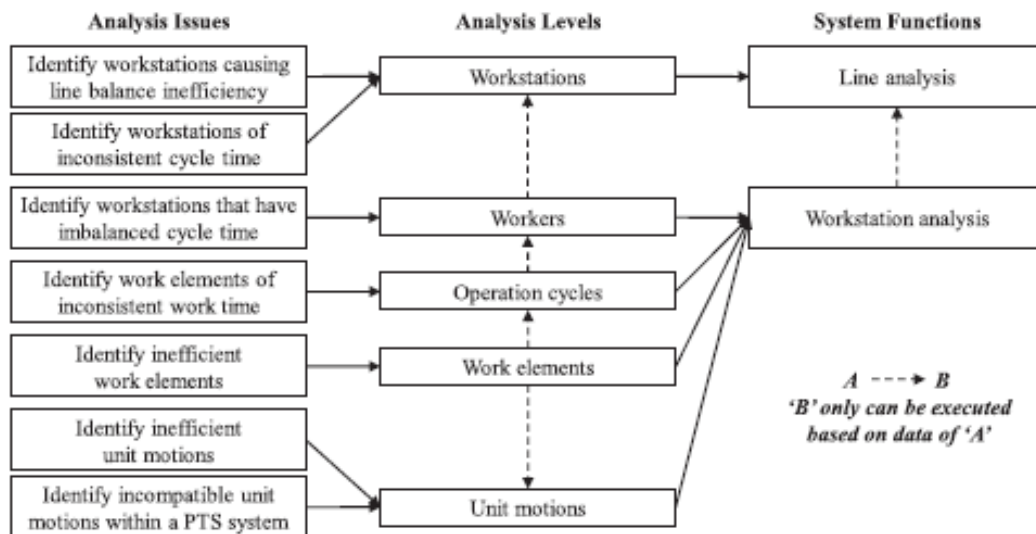 Analysis Issues
Analysis Levels
System Functions
Identify workstations causing
line balance inefficiency
Workstations
Line analysis
Identify workstations of
inconsistent cycle time
Identify workstations that have
imbalanced cycle time
Workers
Workstation analysis
Identify work elements of
inconsistent work time
Operation cycles
Identify inefficient
work elements
Work elements
A B
'B' only can be executed
based on data of 'A'
Identify inefficient
unit motions
Identify incompatible unit
motions within a PTS system
Unit motions